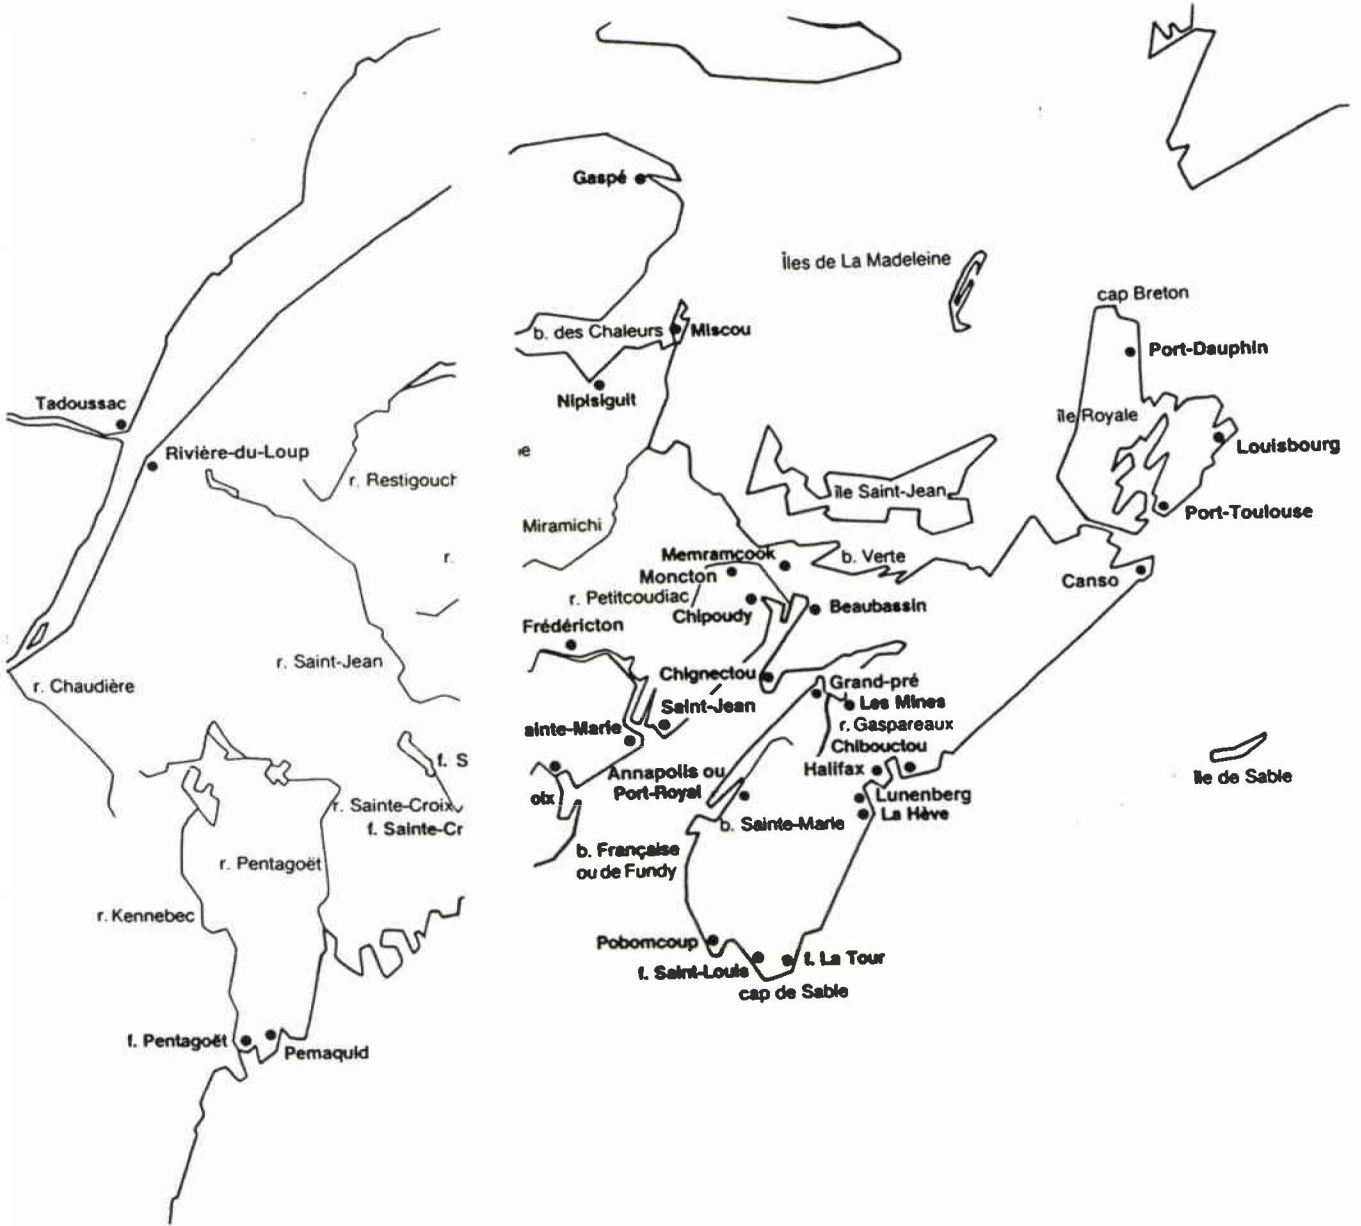 Gaspé
Îles de La Madeleine
cap Breton
b. des Chaleurs
Miscou
Port-Dauphin
Nipisiguit
Tadoussac
île Royale
Rivière-du-Loup
Louisbourg
r. Restigouch
île Saint-Jean
Port-Toulouse
Miramichi
Memramcook
b. Verte
r.
Moncton
Canso
r. Petitcoudiac
Chipoudy
Beaubassin
Frédéricton
r. Saint-Jean
Chignectou
Grand-pré
r. Chaudière
Saint-Jean
Les Mines
r. Gaspareaux
ainte-Marie
Chibouctou
f. S
Annapolis ou
Port-Royal
Halifax
île de Sable
oix
Lunenberg
r. Sainte-Croix
La Hève
f. Sainte-Cr
b. Sainte-Marie
b. Française
ou de Fundy
r. Pentagoët
r. Kennebec
Pobomcoup
f. Saint-Louis
f. La Tour
cap de Sable
f. Pentagoët
Pemaquid